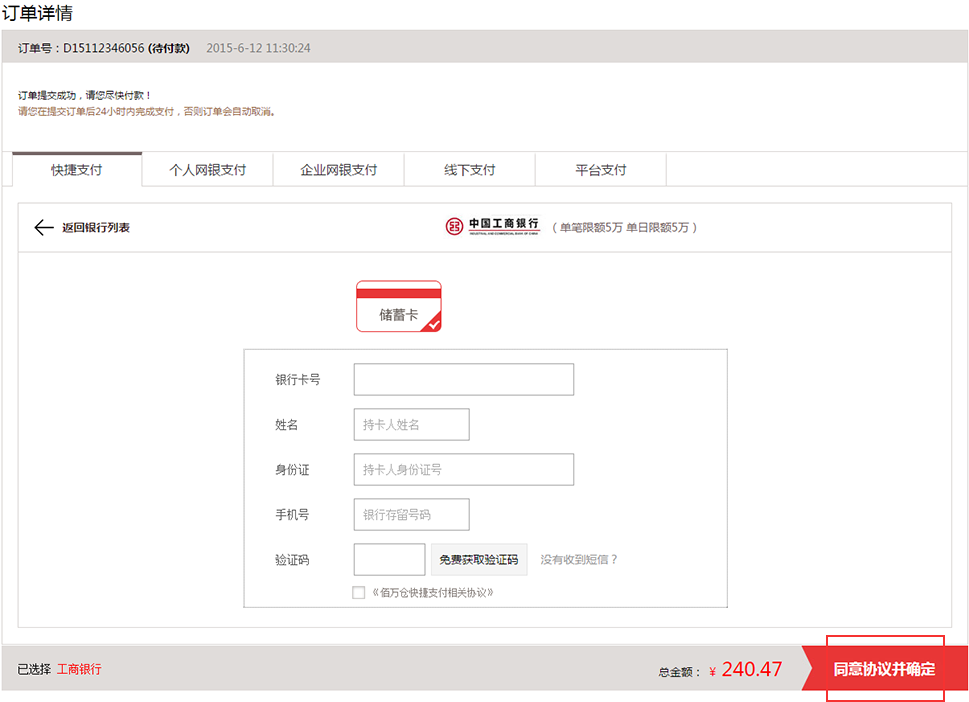 订单详情
订单号：D15112346056 (待付款) 2015-6-12 11:30:24
订单提交成功，请您尽快付款！
请您在提交订单后24小时内完成支付，否则订单会自动取消。
快捷支付 个人网银支付 企业网银支付 线下支付 平台支付
返回银行列表 中国工商银行 （ 单笔限额5万 单日限额5万 ）
INDUSTRIAL AND COMMERCIAL BANK OF CHINA
储蓄卡
银行卡号
姓名 持卡人姓名
身份证 持卡人身份证号
手机号 银行存留号码
验证码 免费获取验证码 没有收到短信？
《佰万仓快捷支付相关协议》
已选择 工商银行 总金额： ¥ 240.47 同意协议并确定